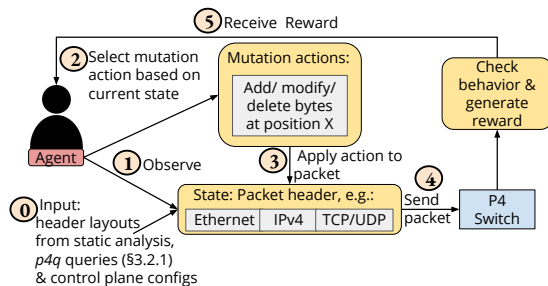 5 Receive Reward
2 Select mutation
action based on
current state
Mutation actions:
Add/ modify/
delete bytes
at position X
Check
behavior &
generate
reward
Agent
1 Observe
3 Apply action to
packet
0 Input:
header layouts
from static analysis,
p4q queries (§3.2.1)
& control plane configs
State: Packet header, e.g.:
Ethernet IPv4 TCP/UDP
4 Send
packet
P4
Switch